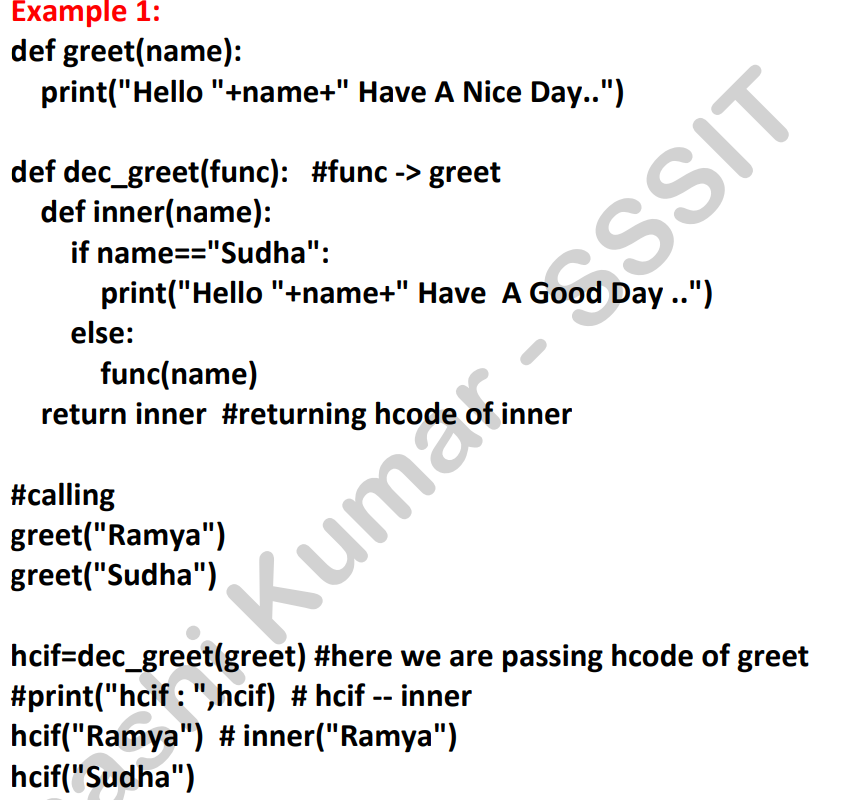 Example 1:
def greet(name):
    print("Hello "+name+" Have A Nice Day..")

def dec_greet(func):   #func -> greet
    def inner(name):
        if name=="Sudha":
            print("Hello "+name+" Have  A Good Day ..")
        else:
            func(name)
    return inner  #returning hcode of inner

#calling
greet("Ramya")
greet("Sudha")

hcif=dec_greet(greet) #here we are passing hcode of greet
#print("hcif : ",hcif)  # hcif -- inner
hcif("Ramya")  # inner("Ramya")
hcif("Sudha")
Kumar - SSSIT